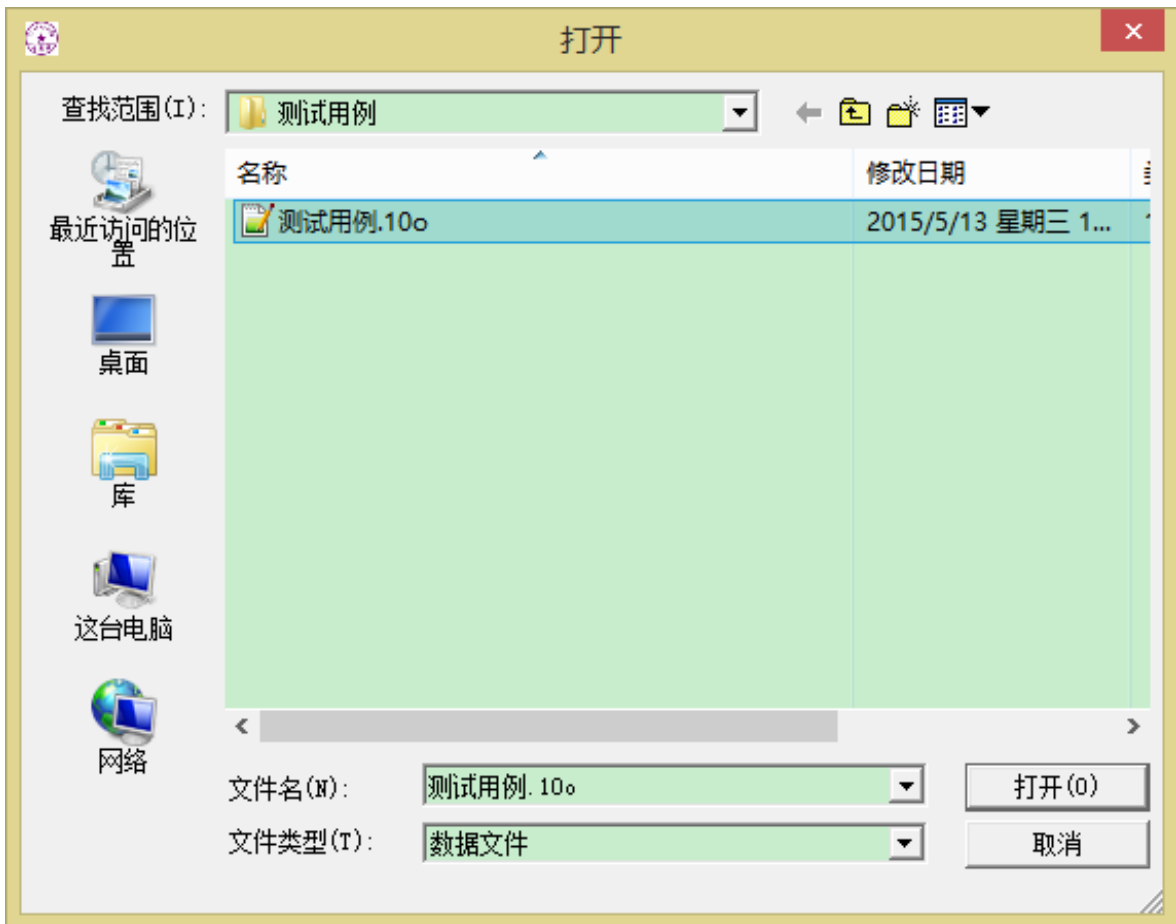 打开
查找范围(I):
测试用例
名称
修改日期
测试用例.10o
2015/5/13 星期三 1...
最近访问的位
置
桌面
库
这台电脑
网络
文件名(N):
测试用例.10o
打开(O)
文件类型(T):
数据文件
取消